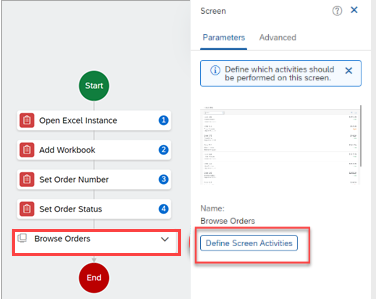 Screen
Parameters
Advanced
Define which activities should
be performed on this screen.
Start
Open Excel Instance
1
Add Workbook
2
Set Order Number
3
Set Order Status
4
Browse Orders
End
Name:
Browse Orders
Define Screen Activities